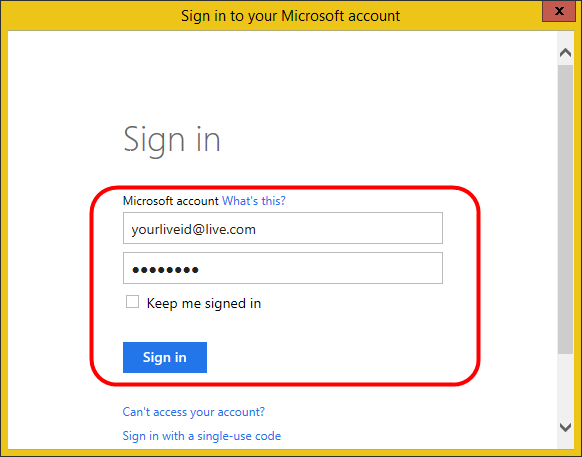 Sign in to your Microsoft account
x
Sign in
Microsoft account What's this?
yourliveid@live.com
●●●●●●●●
Keep me signed in
Sign in
Can't access your account?
Sign in with a single-use code